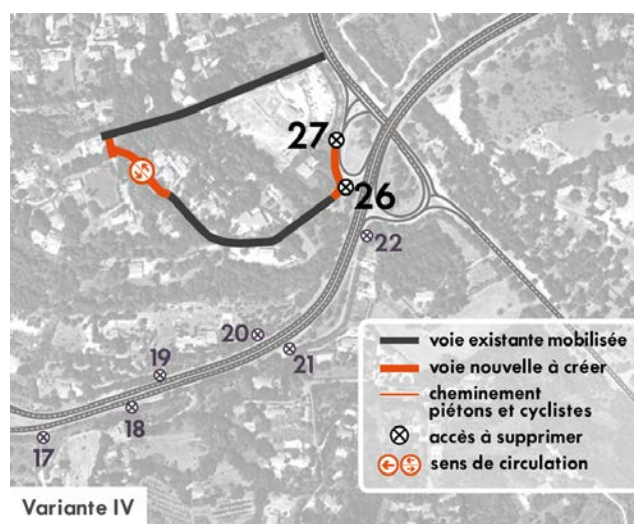 27
26
22
20
21
19
18
17
voie existante mobilisée
voie nouvelle à créer
cheminement
piétons et cyclistes
accès à supprimer
sens de circulation
Variante IV